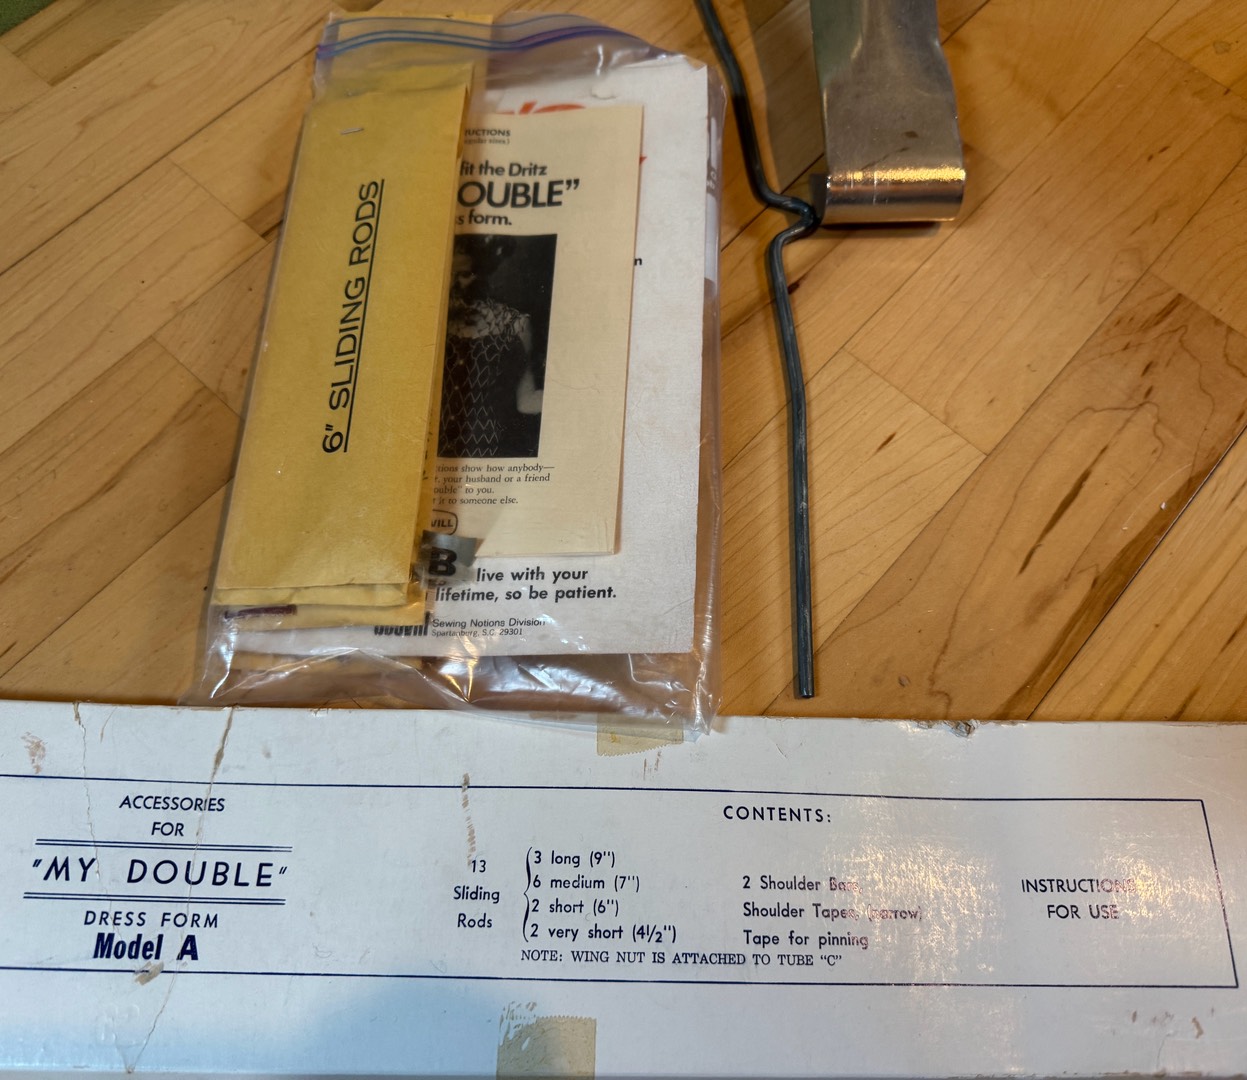 6" SLIDING RODS
fit the Dritz
OUBLE”
form.
show how anybody—
your husband or a friend
to you.
it to someone else.
B
live with your
lifetime, so be patient.
Sewing Notions Division
Spartanburg, S.C. 29301
ACCESSORIES
FOR
"MY DOUBLE"
DRESS FORM
Model A
13
Sliding
Rods
3 long (9")
6 medium (7")
2 short (6")
2 very short (4½")
CONTENTS:
2 Shoulder Bars
Shoulder Tapes, (narrow)
Tape for pinning
NOTE: WING NUT IS ATTACHED TO TUBE “C”
INSTRUCTIONS
FOR USE